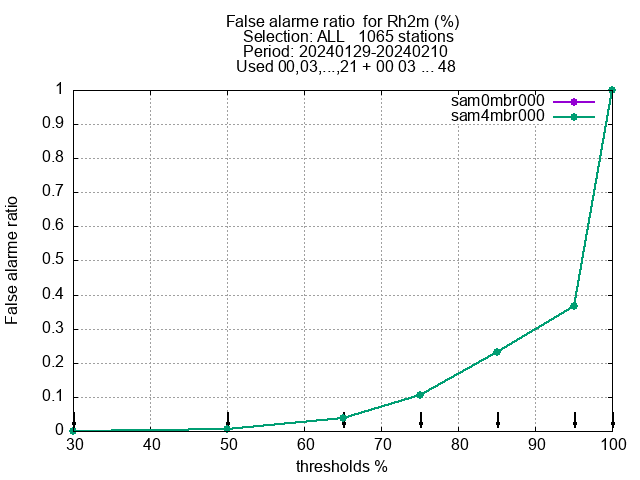 False alarme ratio  for Rh2m (%)
Selection: ALL   1065 stations
Period: 20240129-20240210
Used 00,03,...,21 + 00 03 ... 48
sam0mbr000
sam4mbr000
1
0.9
0.8
0.7
0.6
0.5
0.4
0.3
0.2
0.1
0
False alarme ratio
30 40 50 60 70 80 90 100
thresholds %